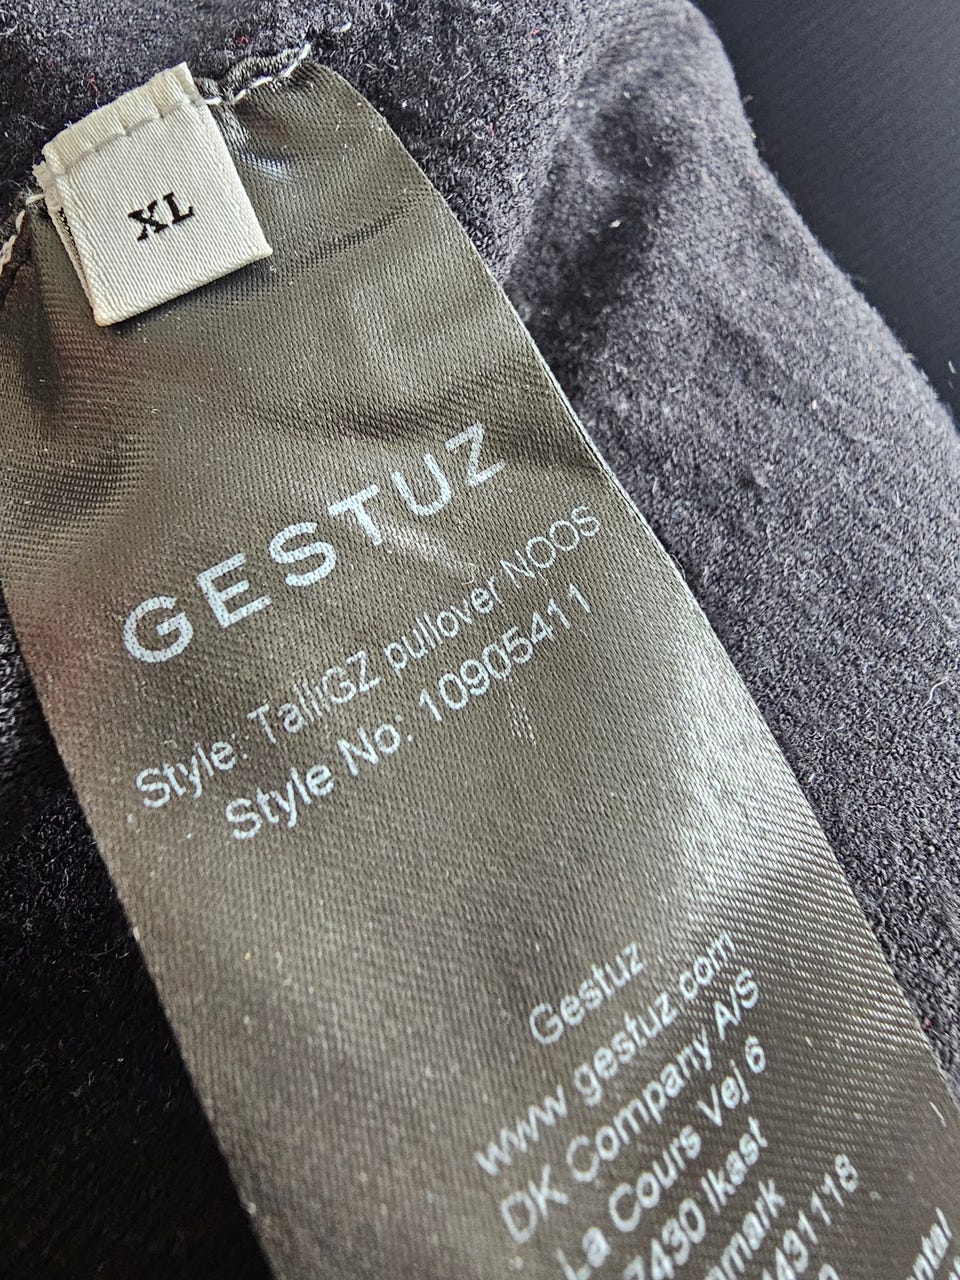 XL
GESTUZ
Style: TalliGZ pullover NOOS
Style No: 10905411
Gestuz
www.gestuz.com
DK Company A/S
La Cours Vej 6
7430 Ikast